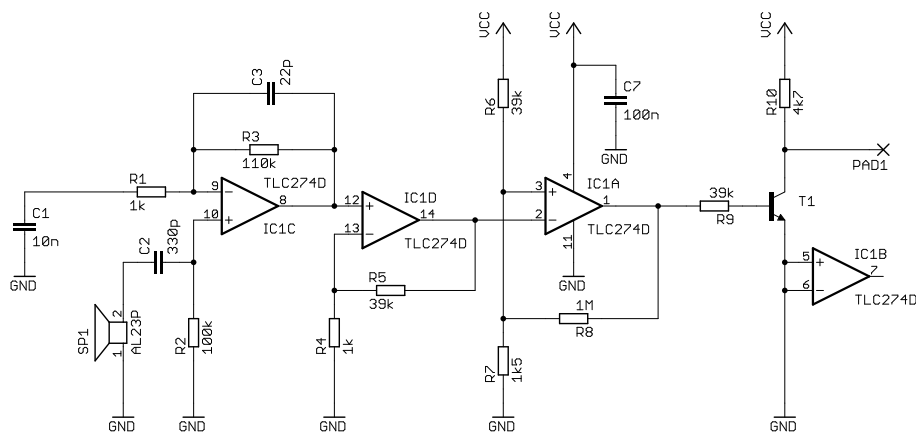 VCC
VCC
VCC
C3
22p
R6
39k
C7
100n
R10
4k7
R3
110k
GND
PAD1
R1
1k
9
8
TLC274D
10
IC1C
12
13
14
IC1D
TLC274D
3
2
4
1
11
IC1A
TLC274D
39k
R9
T1
C1
10n
C2
330p
GND
R5
39k
GND
5
6
7
IC1B
TLC274D
1M
R8
SP1
2
1
AL23P
R2
100k
R4
1k
R7
1k5
GND
GND
GND
GND
GND